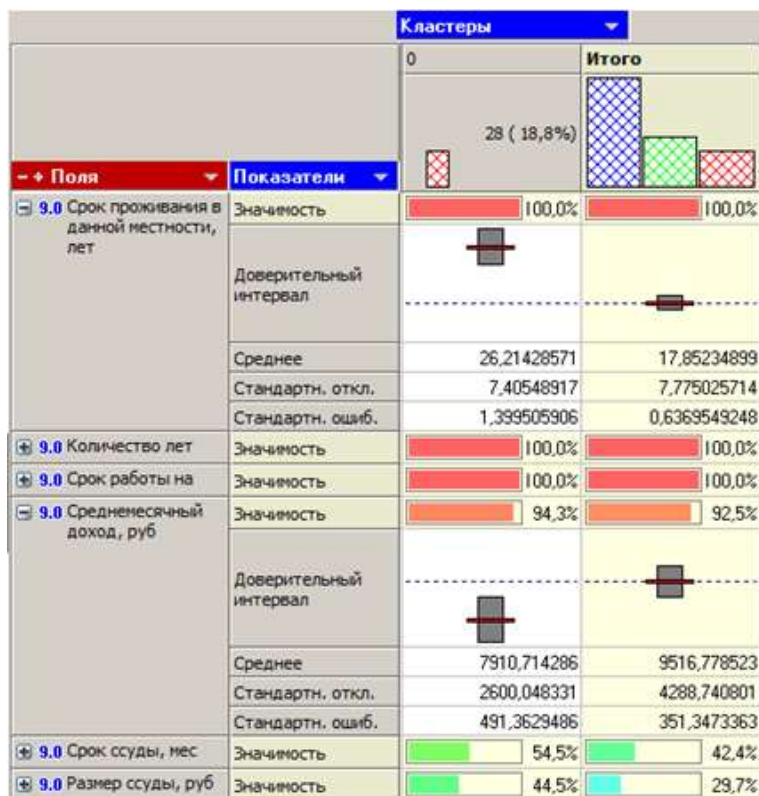 Кластеры
0 Итого
28 ( 18,8%)
− + Поля Показатели
9.0 Срок проживания в Значимость 100,0% 100,0%
данной местности,
лет
Доверительный
интервал
Среднее 26,21428571 17,85234899
Стандартн. откл. 7,40548917 7,775025714
Стандартн. ошиб. 1,399505906 0,6369549248
9.0 Количество лет Значимость 100,0% 100,0%
9.0 Срок работы на Значимость 100,0% 100,0%
9.0 Среднемесячный Значимость 94,3% 92,5%
доход, руб
Доверительный
интервал
Среднее 7910,714286 9516,778523
Стандартн. откл. 2600,048331 4288,740801
Стандартн. ошиб. 491,3629486 351,3473363
9.0 Срок ссуды, мес Значимость 54,5% 42,4%
9.0 Размер ссуды, руб Значимость 44,5% 29,7%